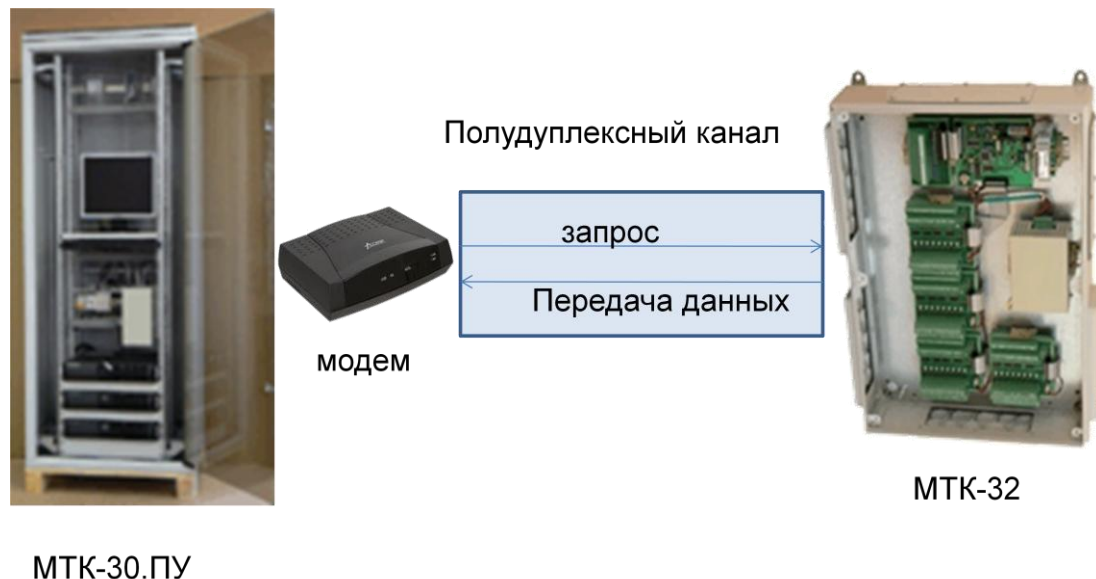 Полудуплексный канал
запрос
Передача данных
модем
МТК-32
МТК-30.ПУ